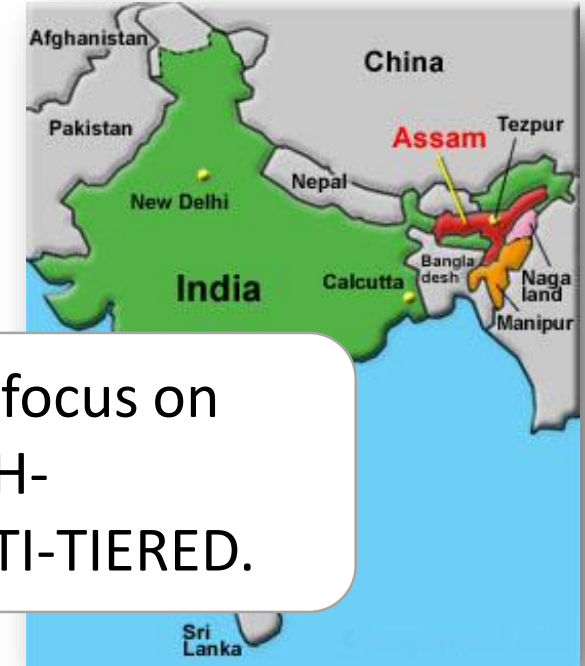 Afghanistan
China
Pakistan
Assam
Tezpur
Nepal
New Delhi
India
Calcutta
Bangla
desh
Naga
land
Manipur
focus on
H-
TI-TIERED.
Sri
Lanka